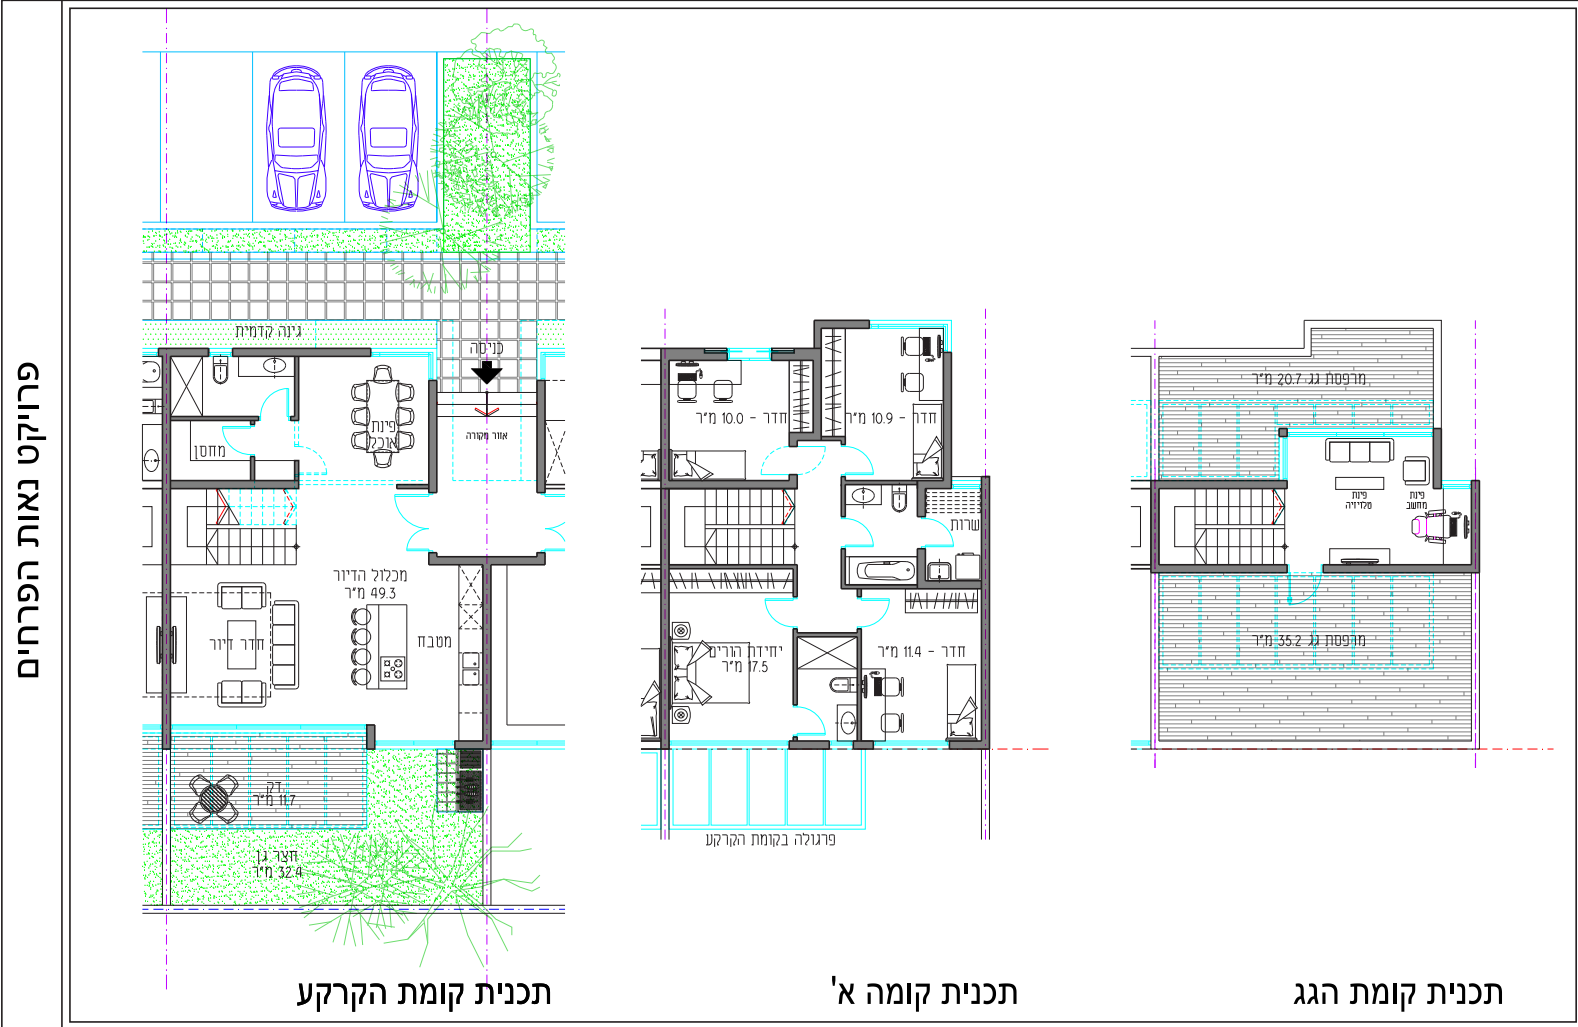 פרויקט נאות הפרחים
גינה קדמית
כניסה
פינת
אוכל
אזור מקורה
מחסן
מכלול הדיור
49.3 מ"ר
חדר דיור
מטבח
דק
11.7 מ"ר
חצר גן
32.4 מ"ר
תכנית קומת הקרקע
חדר - 10.0 מ"ר
חדר - 10.9 מ"ר
שרות
יחידת הורים
17.5 מ"ר
חדר - 11.4 מ"ר
פרגולה בקומת הקרקע
תכנית קומה א'
מרפסת גג 20.7 מ"ר
פינת
טלויזיה
פינת
מחשב
מרפסת גג 35.2 מ"ר
תכנית קומת הגג